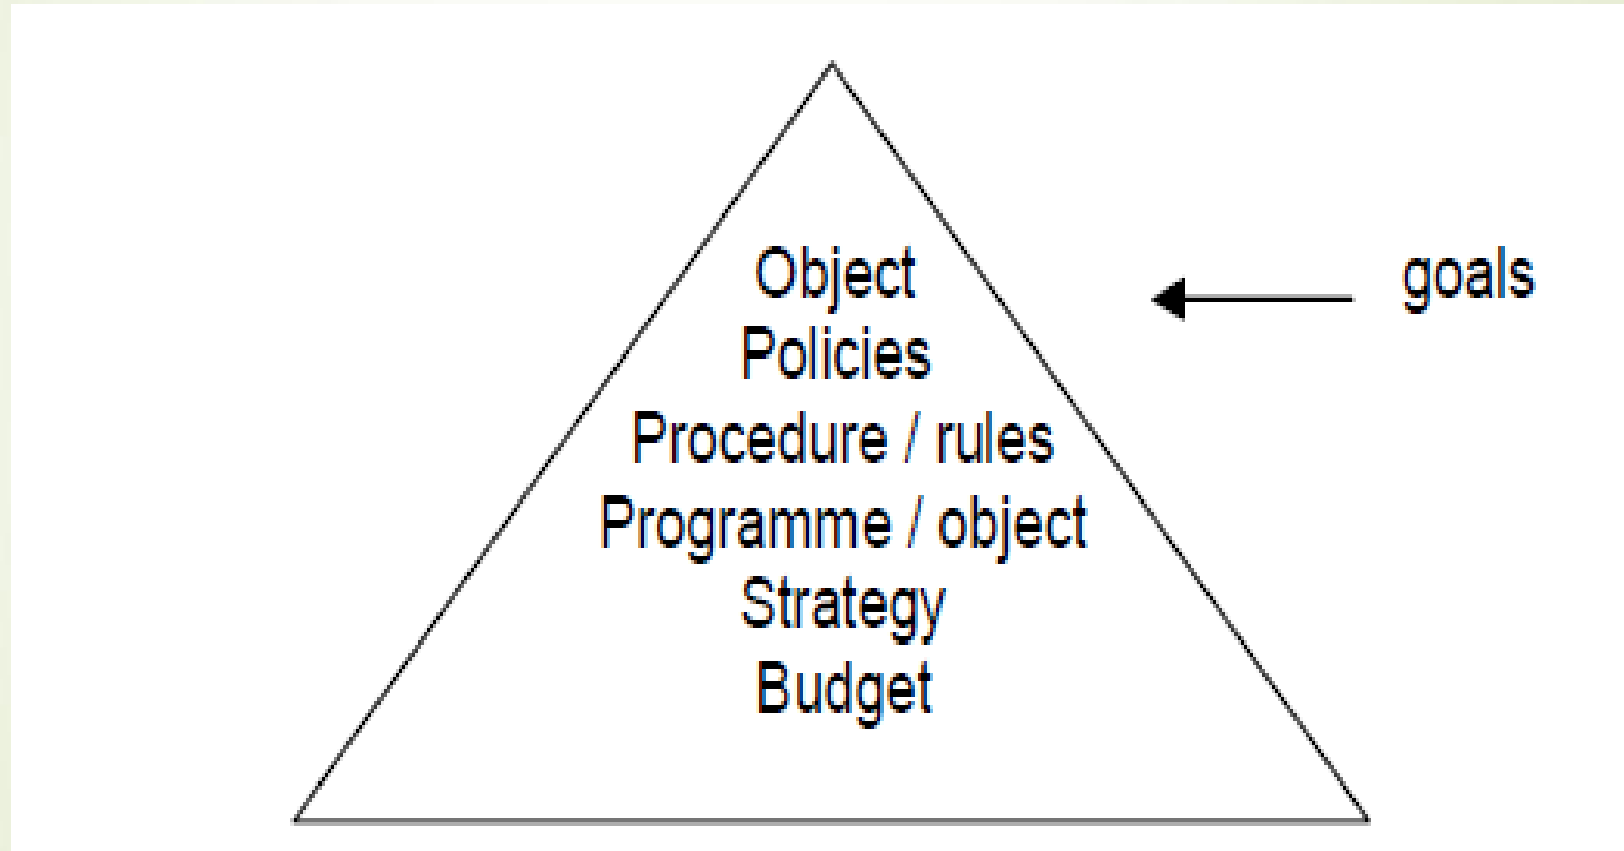 Object
goals
Policies
Procedure / rules
Programme / object
Strategy
Budget